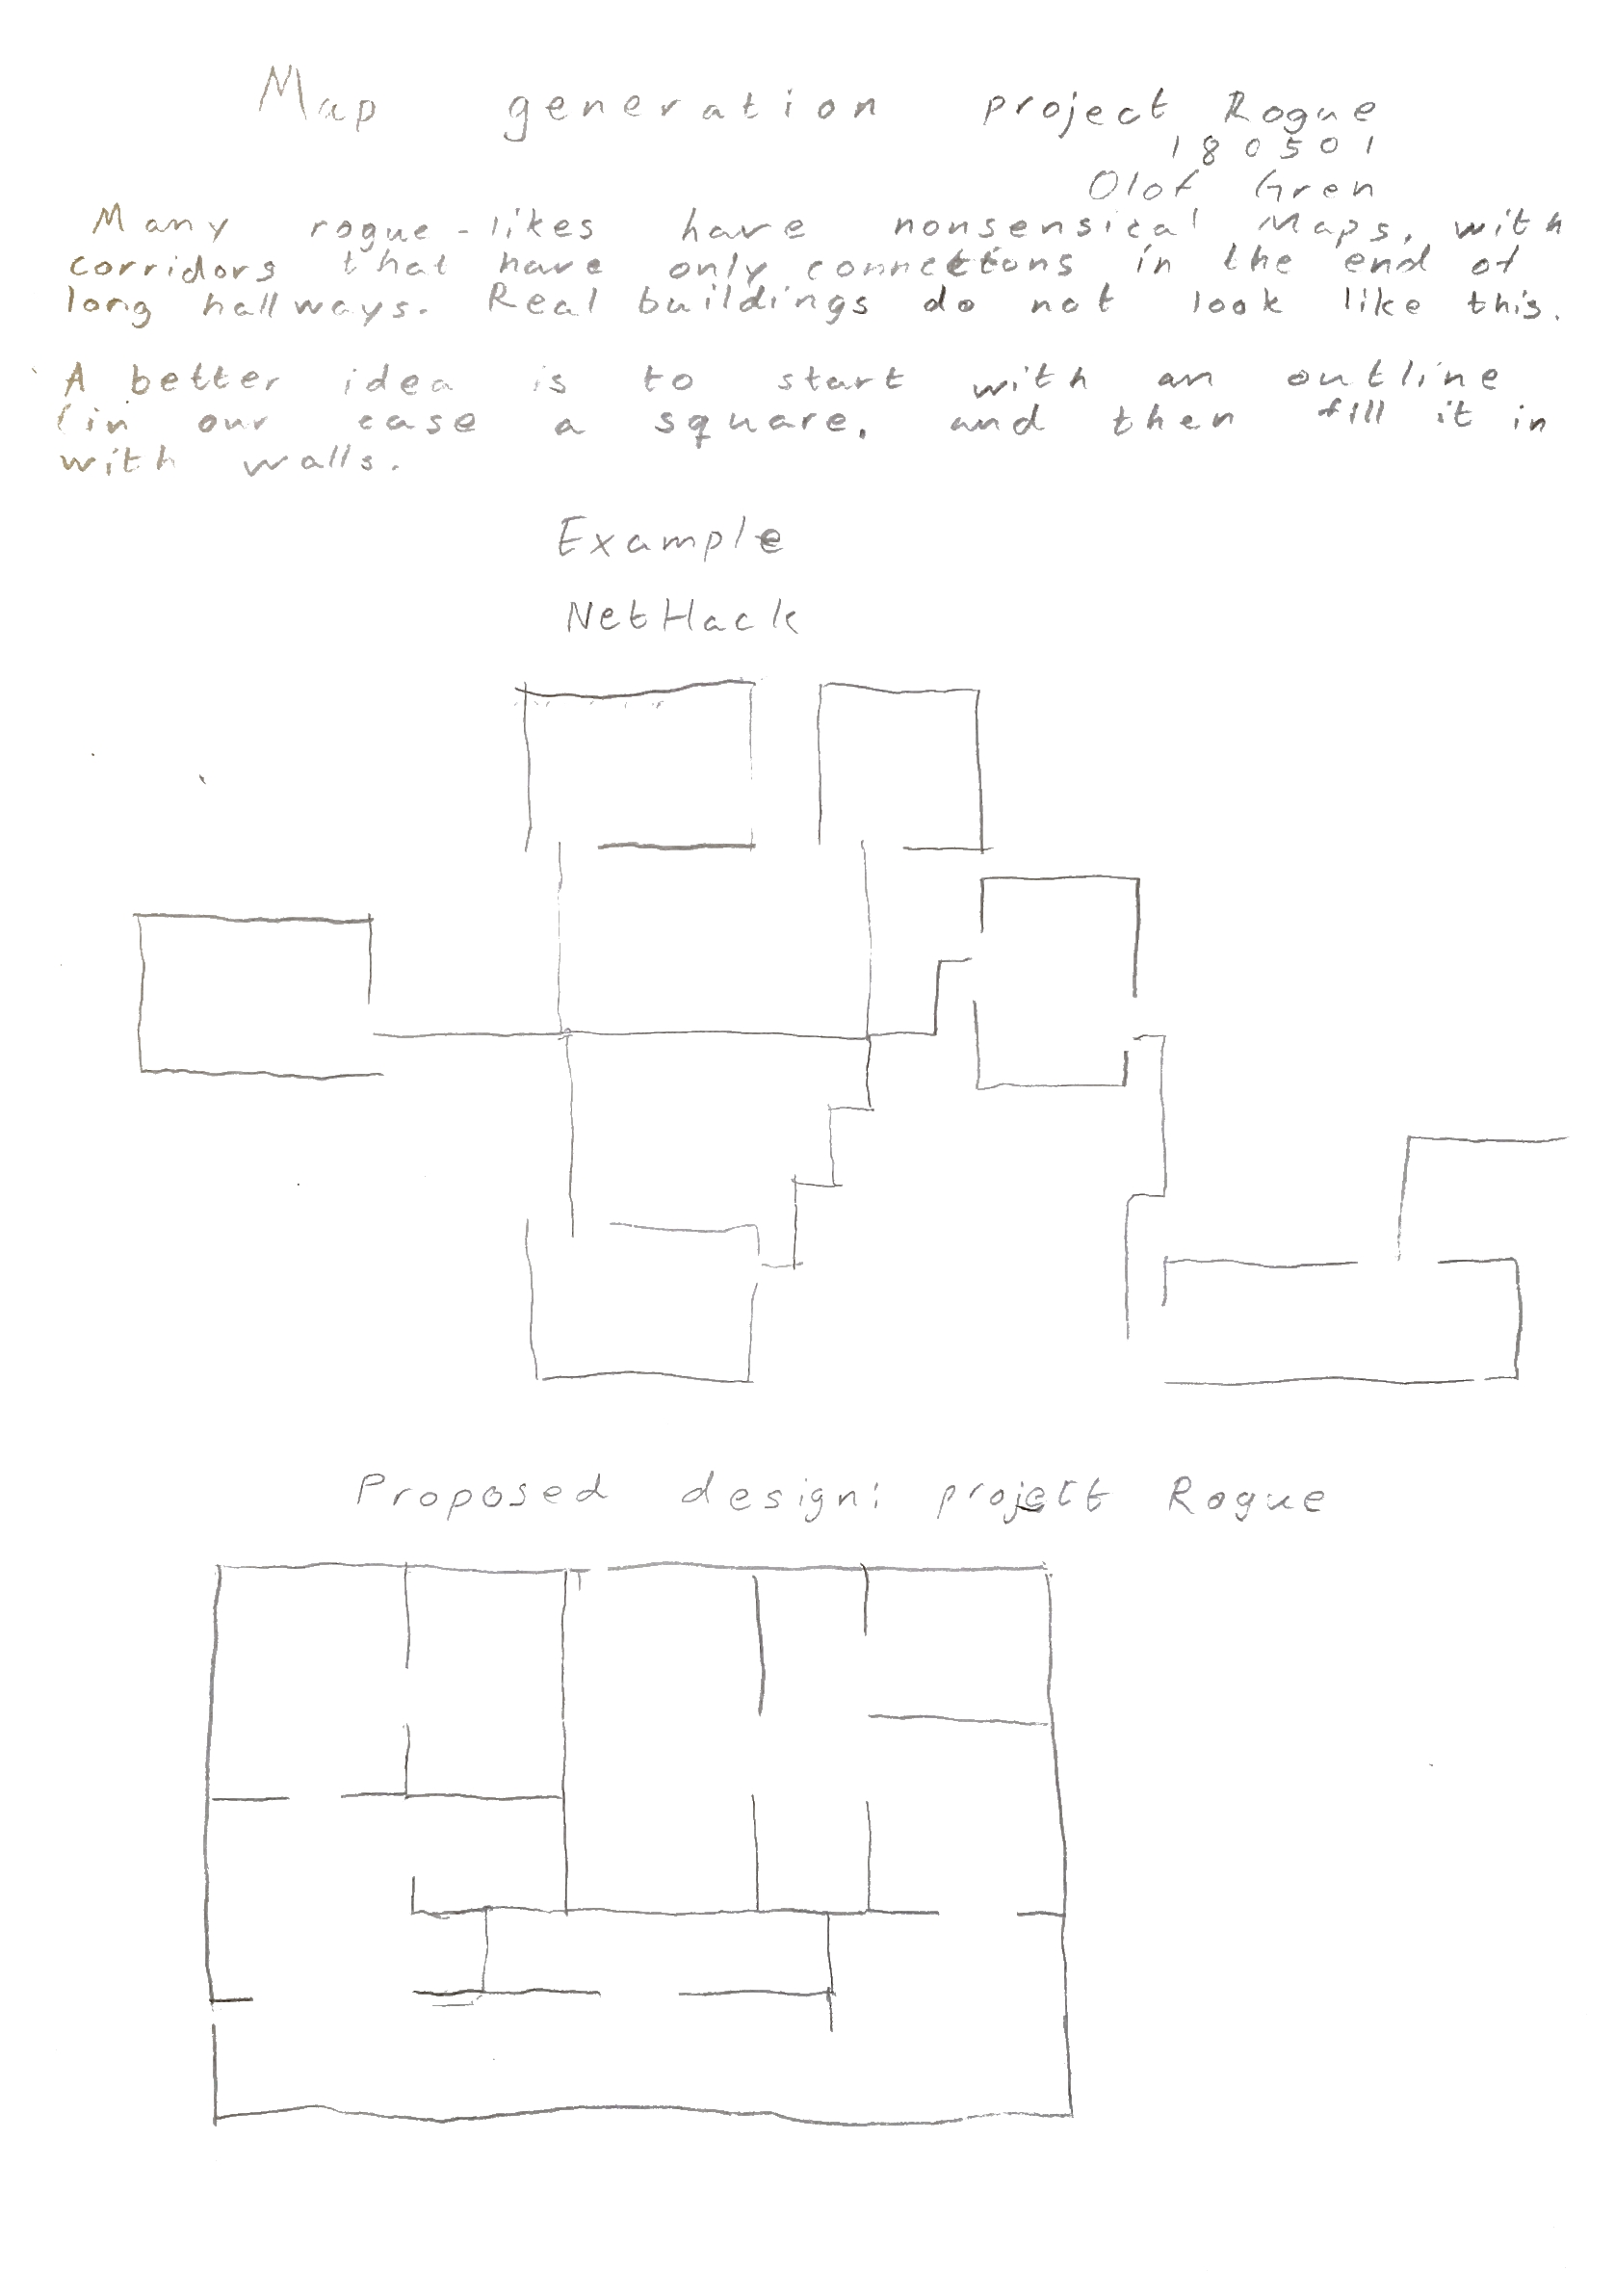 Map generation project Rogue
180501
Olof Gren
Many rogue-likes have nonsensical Maps, with
corridors that have only connections in the end of
long hallways. Real buildings do not look like this.
A better idea is to start with an outline
(in our case a square, and then fill it in
with walls.
Example
NetHack
Proposed design: project Rogue